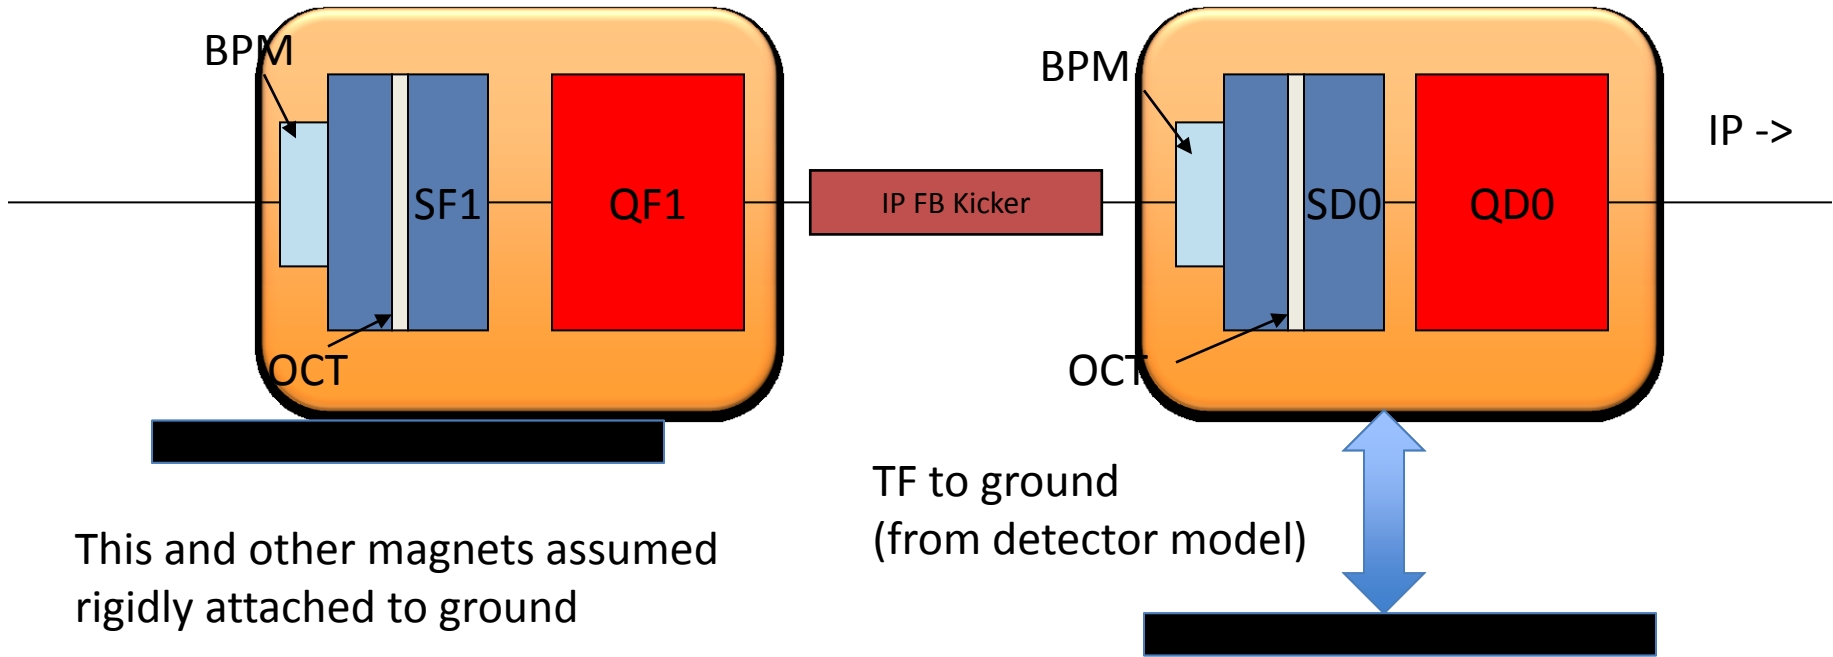 BPM
SF1
QF1
OCT
IP FB Kicker
BPM
SD0
QD0
OCT
IP ->
This and other magnets assumed
rigidly attached to ground
TF to ground
(from detector model)